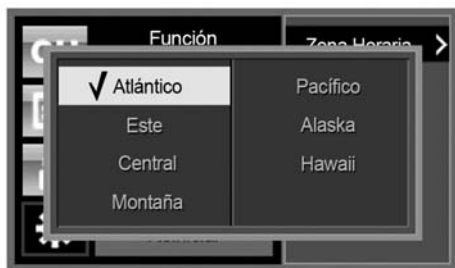 Función
Zona Horaria
Atlántico
Este
Central
Montaña
Pacífico
Alaska
Hawaii